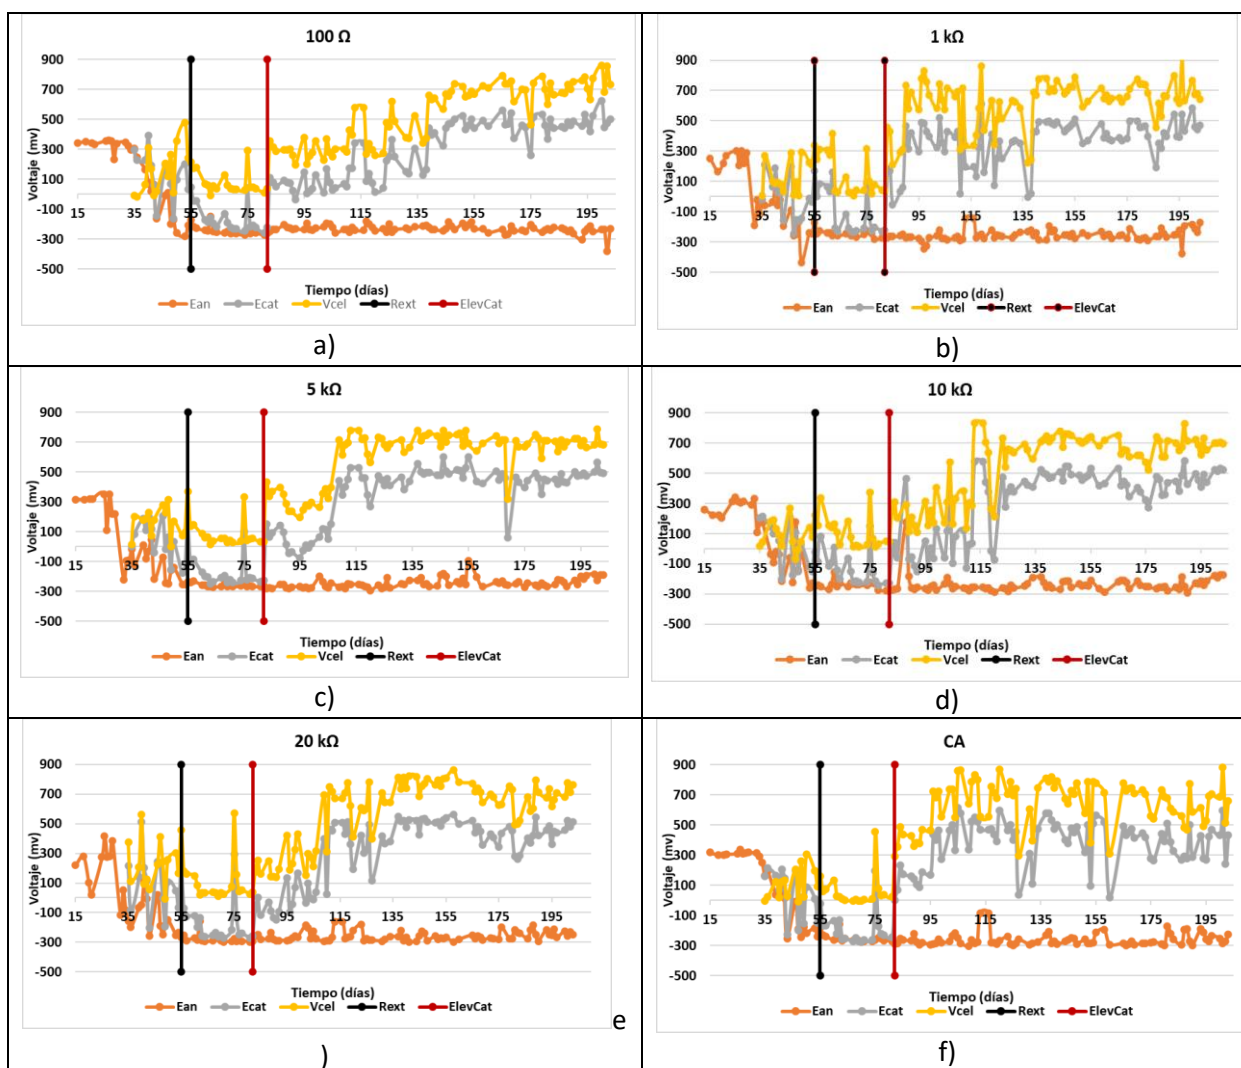 100 Ω
900
700
500
300
100
-100
-300
-500
Voltaje (mv)
15 35 55 75 95 115 135 155 175 195
Tiempo (días)
Ean Ecat Vcel Rext ElevCat
a)
1 kΩ
900
700
500
300
100
-100
-300
-500
Voltaje (mv)
15 35 55 75 95 115 135 155 175 195
Tiempo (días)
Ean Ecat Vcel Rext ElevCat
b)
5 kΩ
900
700
500
300
100
-100
-300
-500
Voltaje (mv)
15 35 55 75 95 115 135 155 175 195
Tiempo (días)
Ean Ecat Vcel Rext ElevCat
c)
10 kΩ
900
700
500
300
100
-100
-300
-500
Voltaje (mv)
15 35 55 75 95 115 135 155 175 195
Tiempo (días)
Ean Ecat Vcel Rext ElevCat
d)
20 kΩ
900
700
500
300
100
-100
-300
-500
Voltaje (mv)
15 35 55 75 95 115 135 155 175 195
Tiempo (días)
Ean Ecat Vcel Rext ElevCat
e
)
CA
900
700
500
300
100
-100
-300
-500
Voltaje (mv)
15 35 55 75 95 115 135 155 175 195
Tiempo (días)
Ean Ecat Vcel Rext ElevCat
f)